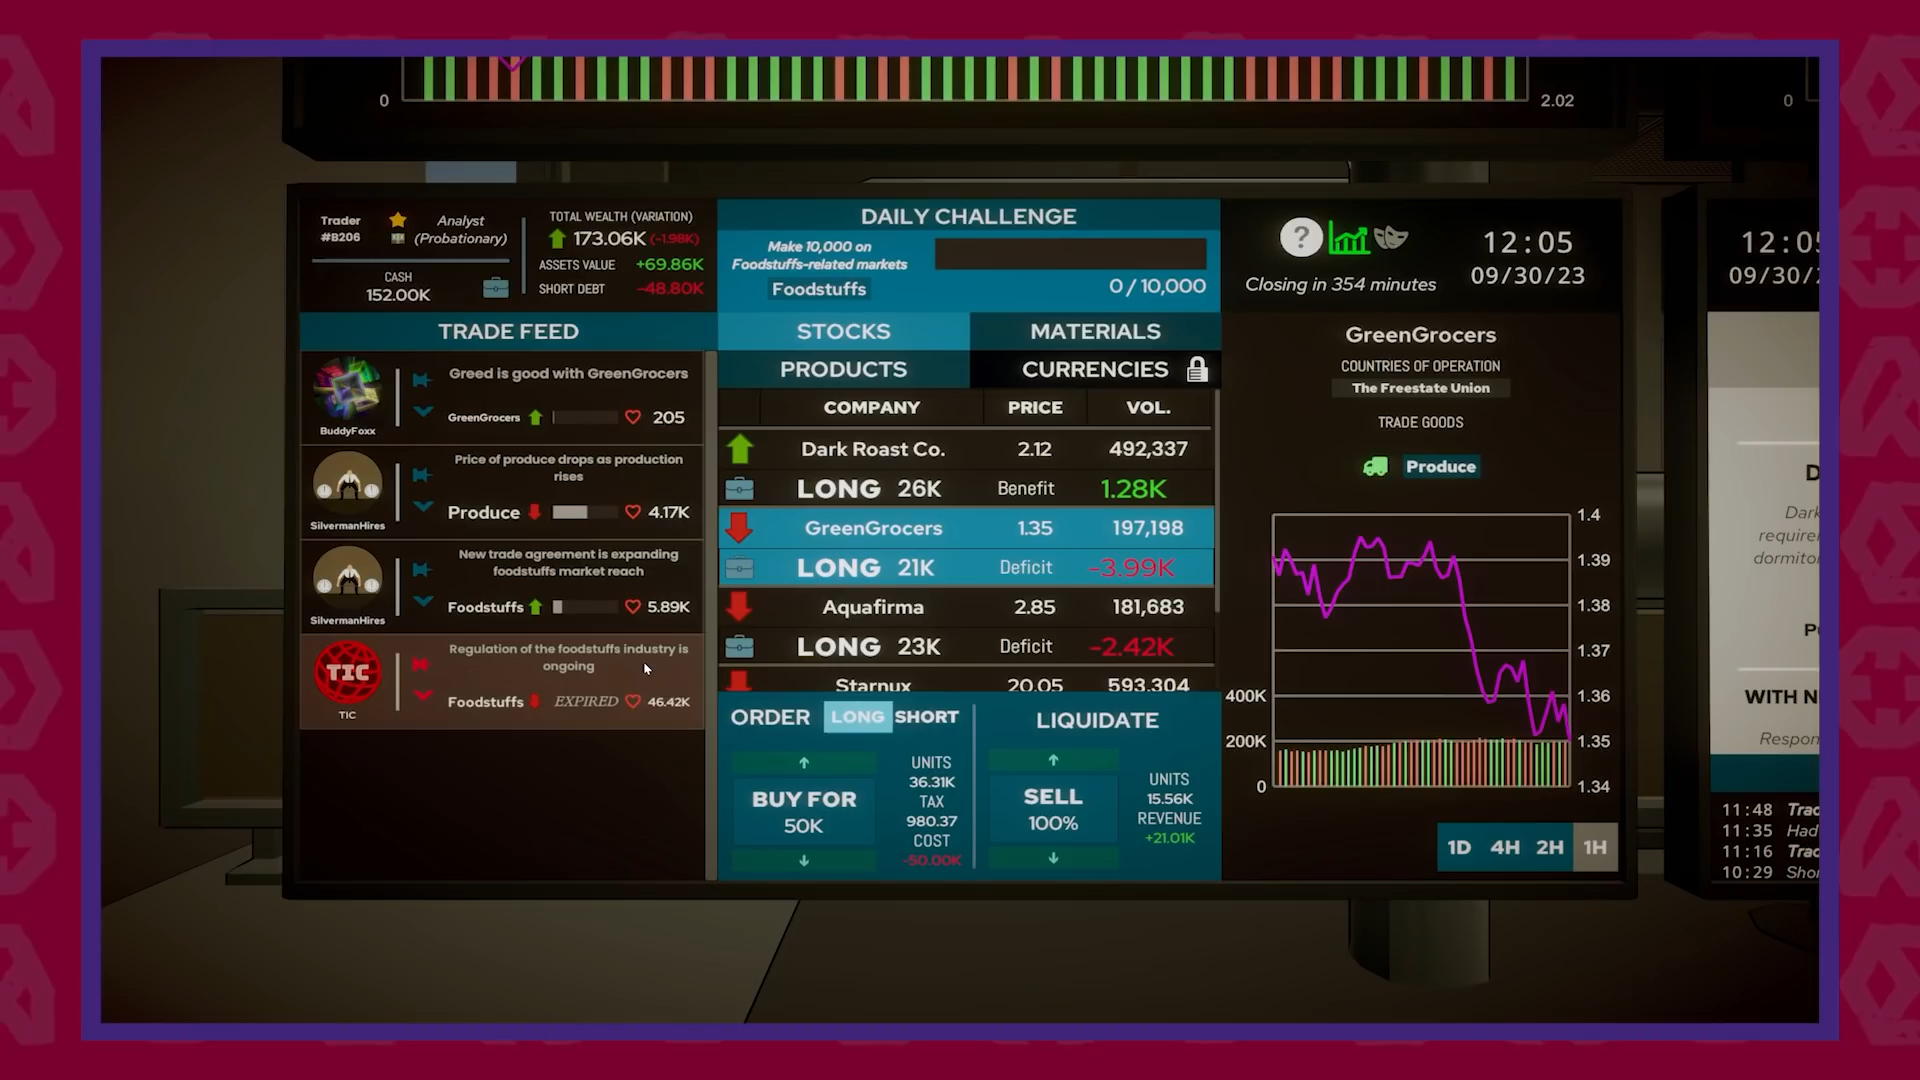 0
2.02
0
Trader
#B206
Analyst
(Probationary)
CASH
152.00K
TOTAL WEALTH (VARIATION)
173.06K (-1.98K)
ASSETS VALUE +69.86K
SHORT DEBT -48.80K
DAILY CHALLENGE
Make 10,000 on
Foodstuffs-related markets
Foodstuffs
0 / 10,000
?
Closing in 354 minutes
12:05
09/30/23
TRADE FEED
BuddyFoxx
Greed is good with GreenGrocers
GreenGrocers 205
SilvermanHires
Price of produce drops as production
rises
Produce 4.17K
SilvermanHires
New trade agreement is expanding
foodstuffs market reach
Foodstuffs 5.89K
TIC
TIC
Regulation of the foodstuffs industry is
ongoing
Foodstuffs EXPIRED 46.42K
STOCKS
MATERIALS
PRODUCTS
CURRENCIES
COMPANY PRICE VOL.
Dark Roast Co. 2.12 492,337
LONG 26K Benefit 1.28K
GreenGrocers 1.35 197,198
LONG 21K Deficit -3.99K
Aquafirma 2.85 181,683
LONG 23K Deficit -2.42K
Starnux 20.05 593,304
ORDER LONG SHORT
BUY FOR
50K
UNITS
36.31K
TAX
980.37
COST
-50.00K
LIQUIDATE
SELL
100%
UNITS
15.56K
REVENUE
+21.01K
GreenGrocers
COUNTRIES OF OPERATION
The Freestate Union
TRADE GOODS
Produce
1.4
1.39
1.38
1.37
1.36
1.35
1.34
400K
200K
0
1D 4H 2H 1H
WITH N
11:48
11:35 Had
11:16
10:29